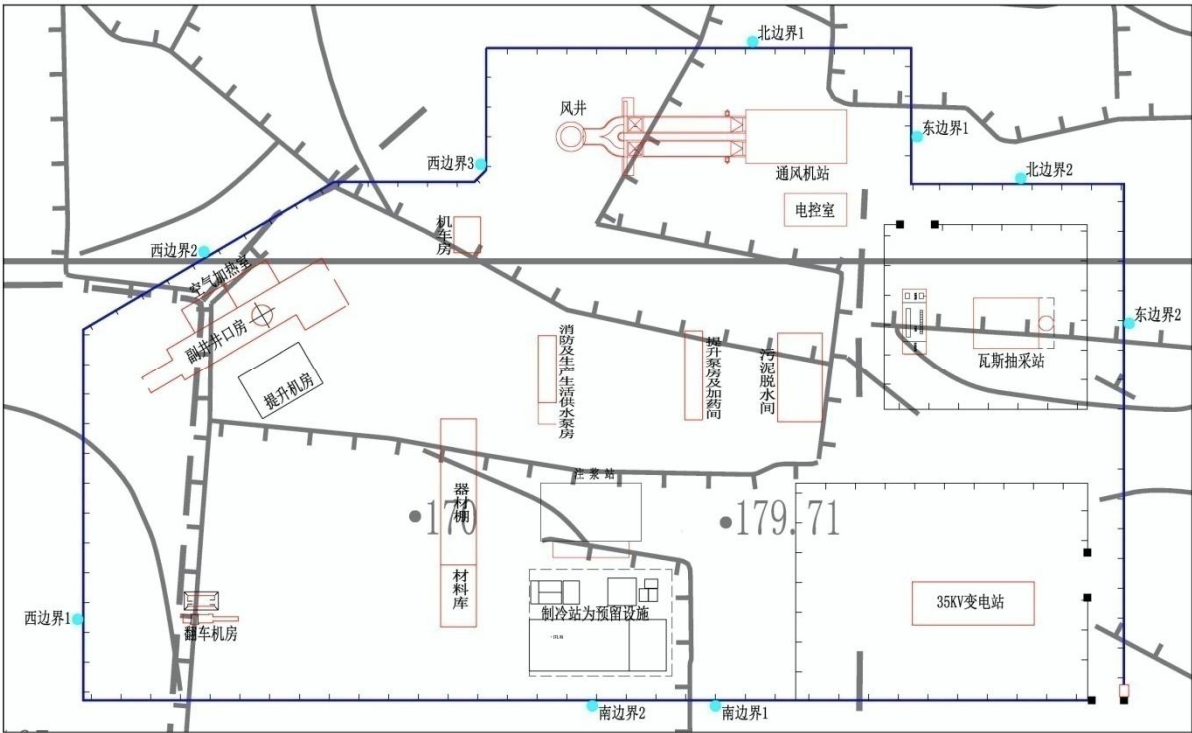 北边界1
风井
东边界1
西边界3
通风机站
北边界2
电控室
机车房
西边界2
空气加热室
东边界2
副井井口房
消防及生产生活供水泵房
提升泵房及加药间
污泥脱水间
瓦斯抽采站
提升机房
注浆站
器材棚
170
179.71
材料库
制冷站为预留设施
35KV变电站
西边界1
翻车机房
南边界2
南边界1